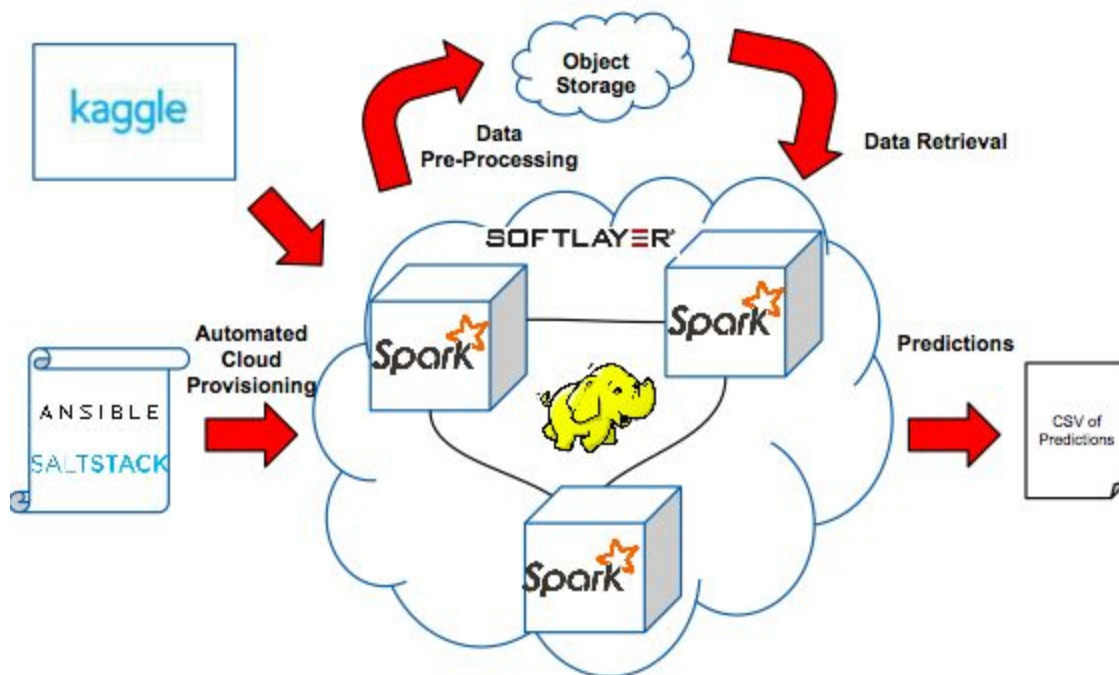 kaggle
Object
Storage
Data
Pre-Processing
Data Retrieval
SOFTLAYER®
Spark
Spark
Automated
Cloud
Provisioning
Predictions
ANSIBLE
SALTSTACK
CSV of
Predictions
Spark